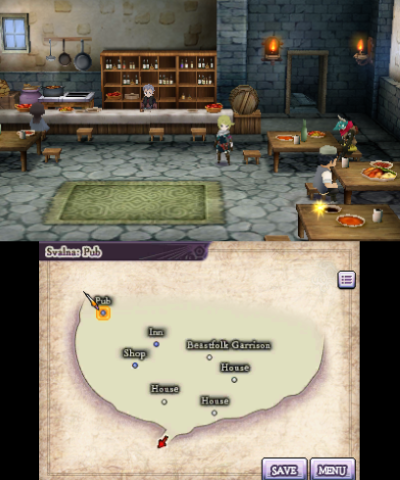 Svalna: Pub
Pub
Inn
Beastfolk Garrison
Shop
House
House
House
SAVE
MENU